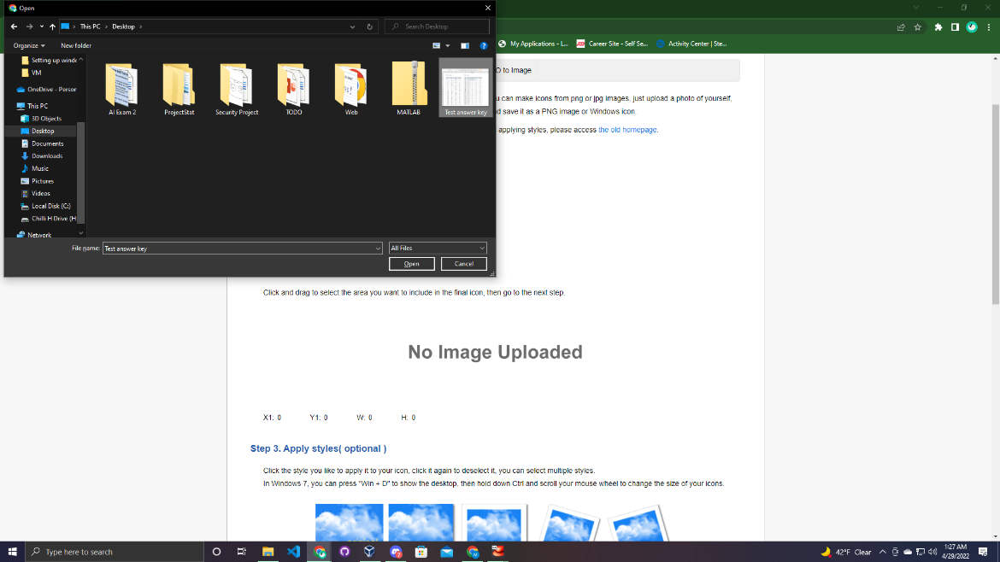 Open
This PC
Desktop
Search Desktop
Organize
New folder
My Applications - L...
Career Site - Self Se...
Activity Center | Ste...
Setting up windo
VM
OneDrive - Person
This PC
3D Objects
Desktop
Documents
Downloads
Music
Pictures
Videos
Local Disk (C:)
Chilli H Drive (H:
Network
AI Exam 2
ProjectStat
Security Project
TODO
Web
MATLAB
Test answer key
File name:
Test answer key
All Files
Open
Cancel
O to Image
can make icons from png or jpg images, just upload a photo of yourself,
d save it as a PNG image or Windows icon.
applying styles, please access the old homepage.
Click and drag to select the area you want to include in the final icon, then go to the next step.
No Image Uploaded
X1: 0 Y1: 0 W: 0 H: 0
Step 3. Apply styles( optional )
Click the style you like to apply it to your icon, click it again to deselect it, you can select multiple styles.
In Windows 7, you can press "Win + D" to show the desktop, then hold down Ctrl and scroll your mouse wheel to change the size of your icons.
Type here to search
42°F Clear
1:27 AM
4/29/2022